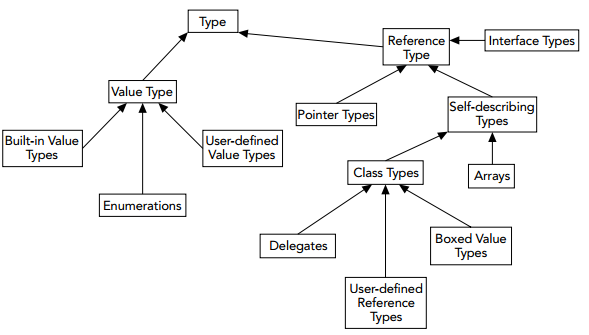 Type
Reference
Type
Interface Types
Value Type
Pointer Types
Self-describing
Types
Built-in Value
Types
User-defined
Value Types
Class Types
Arrays
Enumerations
Delegates
Boxed Value
Types
User-defined
Reference
Types